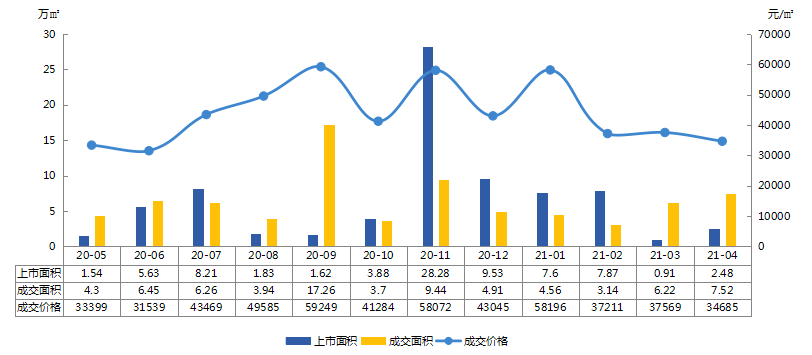 万㎡ 元/㎡
30 70000
25 60000
20 50000
15 40000
10 30000
5 20000
0 10000
0
20-05 20-06 20-07 20-08 20-09 20-10 20-11 20-12 21-01 21-02 21-03 21-04
上市面积 1.54 5.63 8.21 1.83 1.62 3.88 28.28 9.53 7.6 7.87 0.91 2.48
成交面积 4.3 6.45 6.26 3.94 17.26 3.7 9.44 4.91 4.56 3.14 6.22 7.52
成交价格 33399 31539 43469 49585 59249 41284 58072 43045 58196 37211 37569 34685
上市面积 成交面积 成交价格